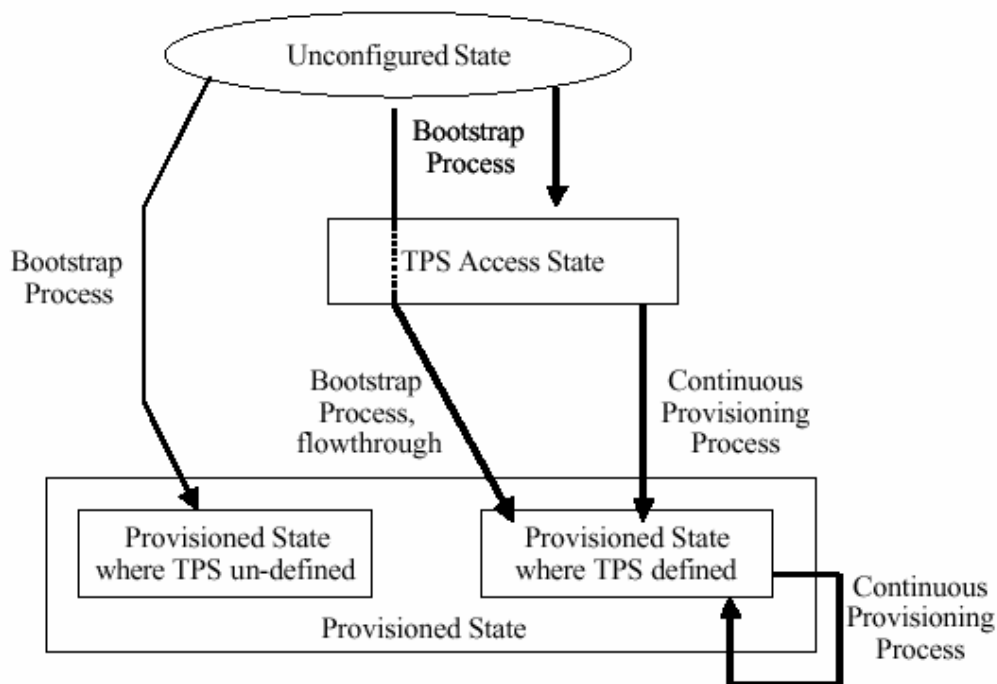 Unconfigured State
Bootstrap
Process
TPS Access State
Bootstrap
Process
Bootstrap
Process,
flowthrough
Continuous
Provisioning
Process
Provisioned State
where TPS un-defined
Provisioned State
where TPS defined
Provisioned State
Continuous
Provisioning
Process